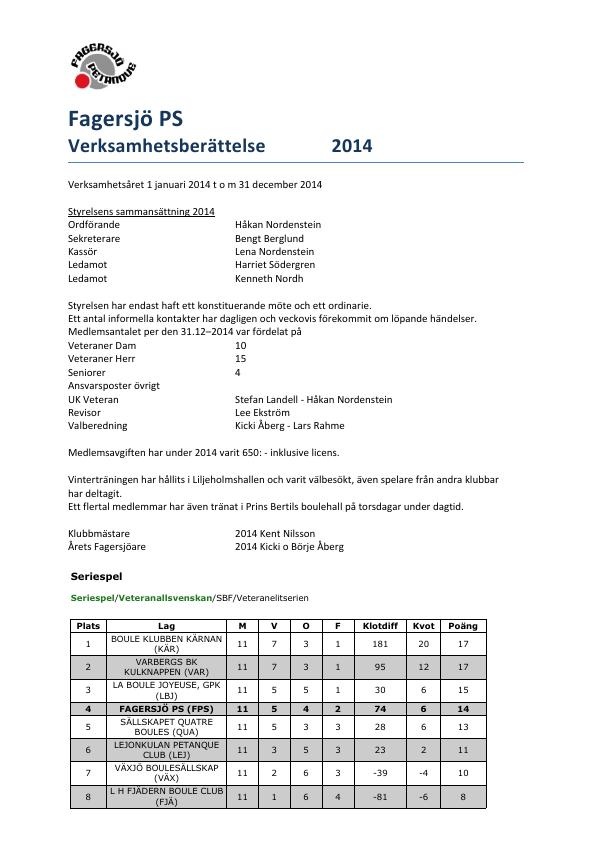 FAGERSJÖ
PETANQUE
Fagersjö PS
Verksamhetsberättelse 2014
Verksamhetsåret 1 januari 2014 t o m 31 december 2014
Styrelsens sammansättning 2014
Ordförande Håkan Nordenstein
Sekreterare Bengt Berglund
Kassör Lena Nordenstein
Ledamot Harriet Södergren
Ledamot Kenneth Nordh
Styrelsen har endast haft ett konstituerande möte och ett ordinarie.
Ett antal informella kontakter har dagligen och veckovis förekommit om löpande händelser.
Medlemsantalet per den 31.12–2014 var fördelat på
Veteraner Dam 10
Veteraner Herr 15
Seniorer 4
Ansvarsposter övrigt
UK Veteran Stefan Landell - Håkan Nordenstein
Revisor Lee Ekström
Valberedning Kicki Åberg - Lars Rahme
Medlemsavgiften har under 2014 varit 650: - inklusive licens.
Vinterträningen har hållits i Liljeholmshallen och varit välbesökt, även spelare från andra klubbar
har deltagit.
Ett flertal medlemmar har även tränat i Prins Bertils boulehall på torsdagar under dagtid.
Klubbmästare 2014 Kent Nilsson
Årets Fagersjöare 2014 Kicki o Börje Åberg
Seriespel
Seriespel/Veteranallsvenskan/SBF/Veteranelitserien
Plats Lag M V O F Klotdiff Kvot Poäng
1 BOULE KLUBBEN KÄRNAN (KÄR) 11 7 3 1 181 20 17
2 VARBERGS BK KULKNAPPEN (VAR) 11 7 3 1 95 12 17
3 LA BOULE JOYEUSE, GPK (LBJ) 11 5 5 1 30 6 15
4 FAGERSJÖ PS (FPS) 11 5 4 2 74 6 14
5 SÄLLSKAPET QUATRE BOULES (QUA) 11 5 3 3 28 6 13
6 LEJONKULAN PETANQUE CLUB (LEJ) 11 3 5 3 23 2 11
7 VÄXJÖ BOULESÄLLSKAP (VÄX) 11 2 6 3 -39 -4 10
8 L H FJÄDERN BOULE CLUB (FJÄ) 11 1 6 4 -81 -6 8